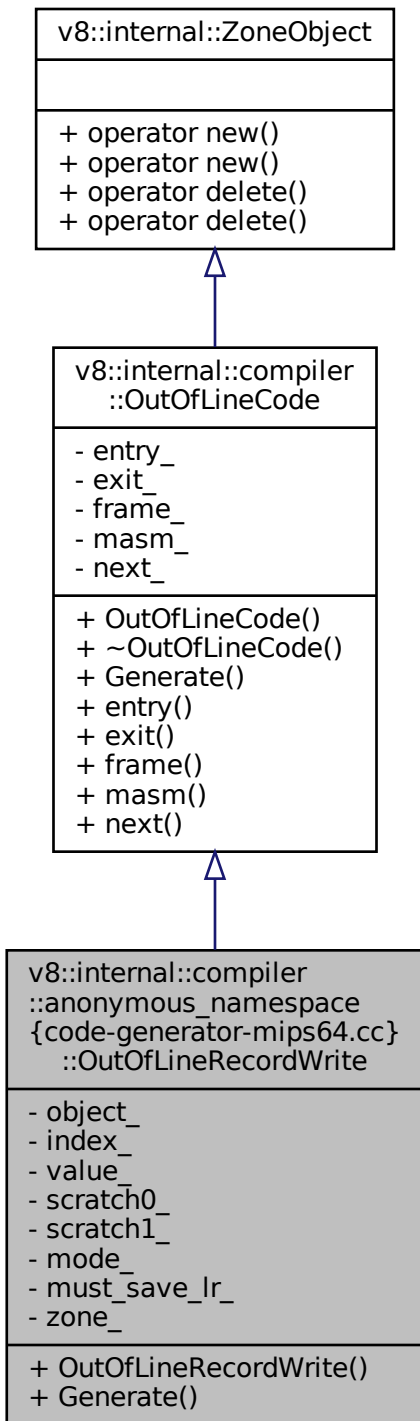 v8::internal::ZoneObject
+ operator new()
+ operator new()
+ operator delete()
+ operator delete()
v8::internal::compiler
::OutOfLineCode
- entry_
- exit_
- frame_
- masm_
- next_
+ OutOfLineCode()
+ ~OutOfLineCode()
+ Generate()
+ entry()
+ exit()
+ frame()
+ masm()
+ next()
v8::internal::compiler
::anonymous_namespace
{code-generator-mips64.cc}
::OutOfLineRecordWrite
- object_
- index_
- value_
- scratch0_
- scratch1_
- mode_
- must_save_lr_
- zone_
+ OutOfLineRecordWrite()
+ Generate()